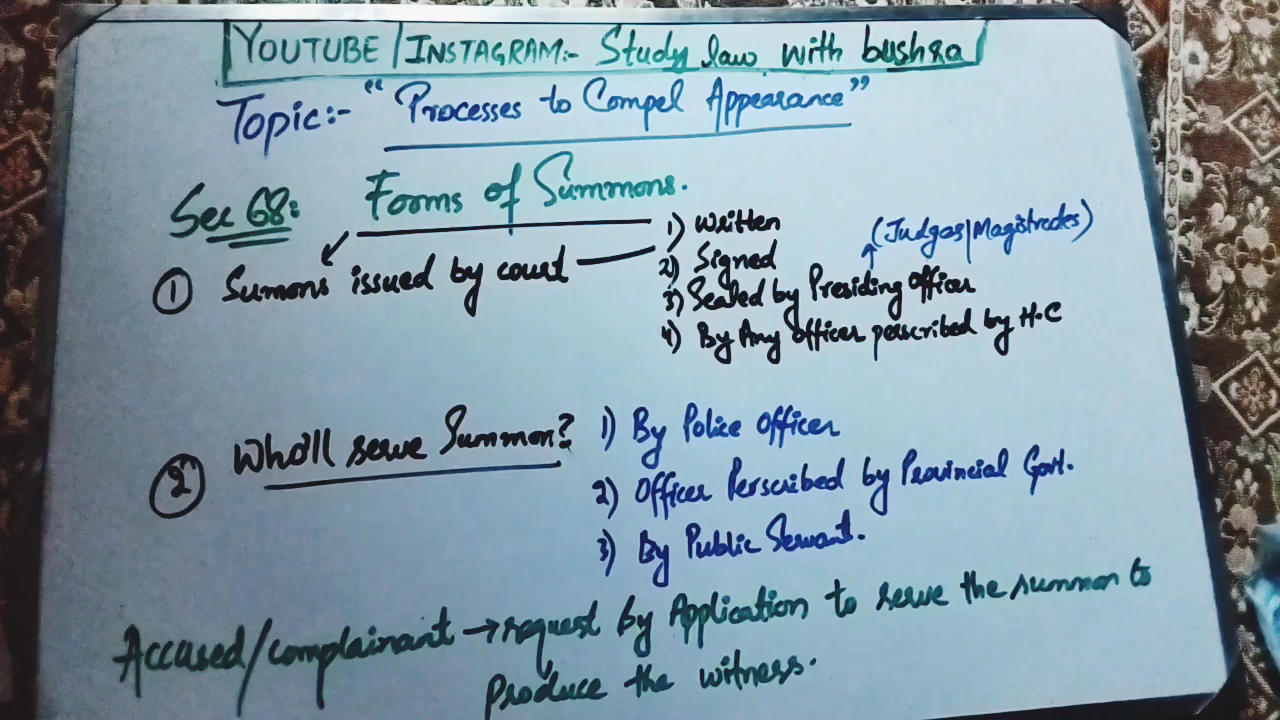 YOUTUBE/INSTAGRAM:- Study law with bushra
Topic:- "Processes to Compel Appearance"
Sec 68: Forms of Summons.
① Sumons issued by court
1) Written
2) Signed
(Judges/Magistrades)
3) Sealed by Presiding Officer
4) By Any officer perscribed by H.C
② Who'll serve Summon?
1) By Police Officer
2) Officer Perscribed by Provincial Govt.
3) By Public Servant.
Accused/complainant → request by Application to serve the summon to
produce the witness.